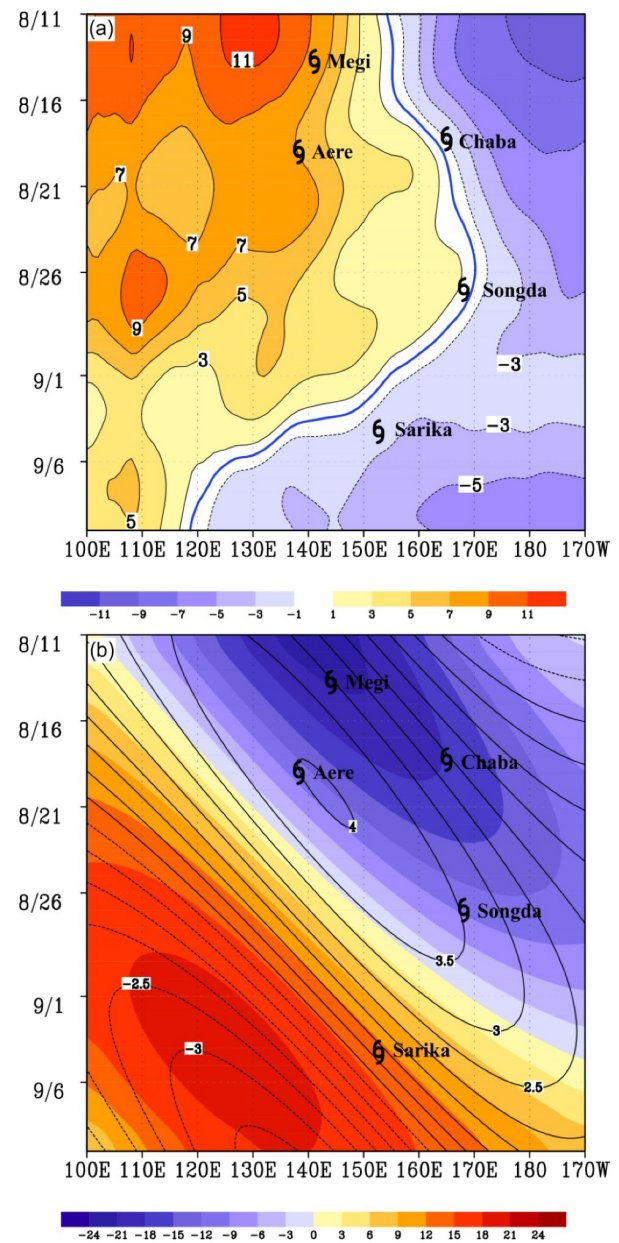 8/11
(a)
9
11
Megi
8/16
Chaba
Aere
7
8/21
7
7
8/26
5
Songda
9
3
-3
9/1
Sarika
-3
9/6
-5
5
100E 110E 120E 130E 140E 150E 160E 170E 180 170W
-11 -9 -7 -5 -3 -1 1 3 5 7 9 11
8/11
(b)
Megi
8/16
Chaba
Aere
8/21
4
8/26
Songda
3.5
-2.5
9/1
3
Sarika
-3
9/6
2.5
100E 110E 120E 130E 140E 150E 160E 170E 180 170W
-24 -21 -18 -15 -12 -9 -6 -3 0 3 6 9 12 15 18 21 24